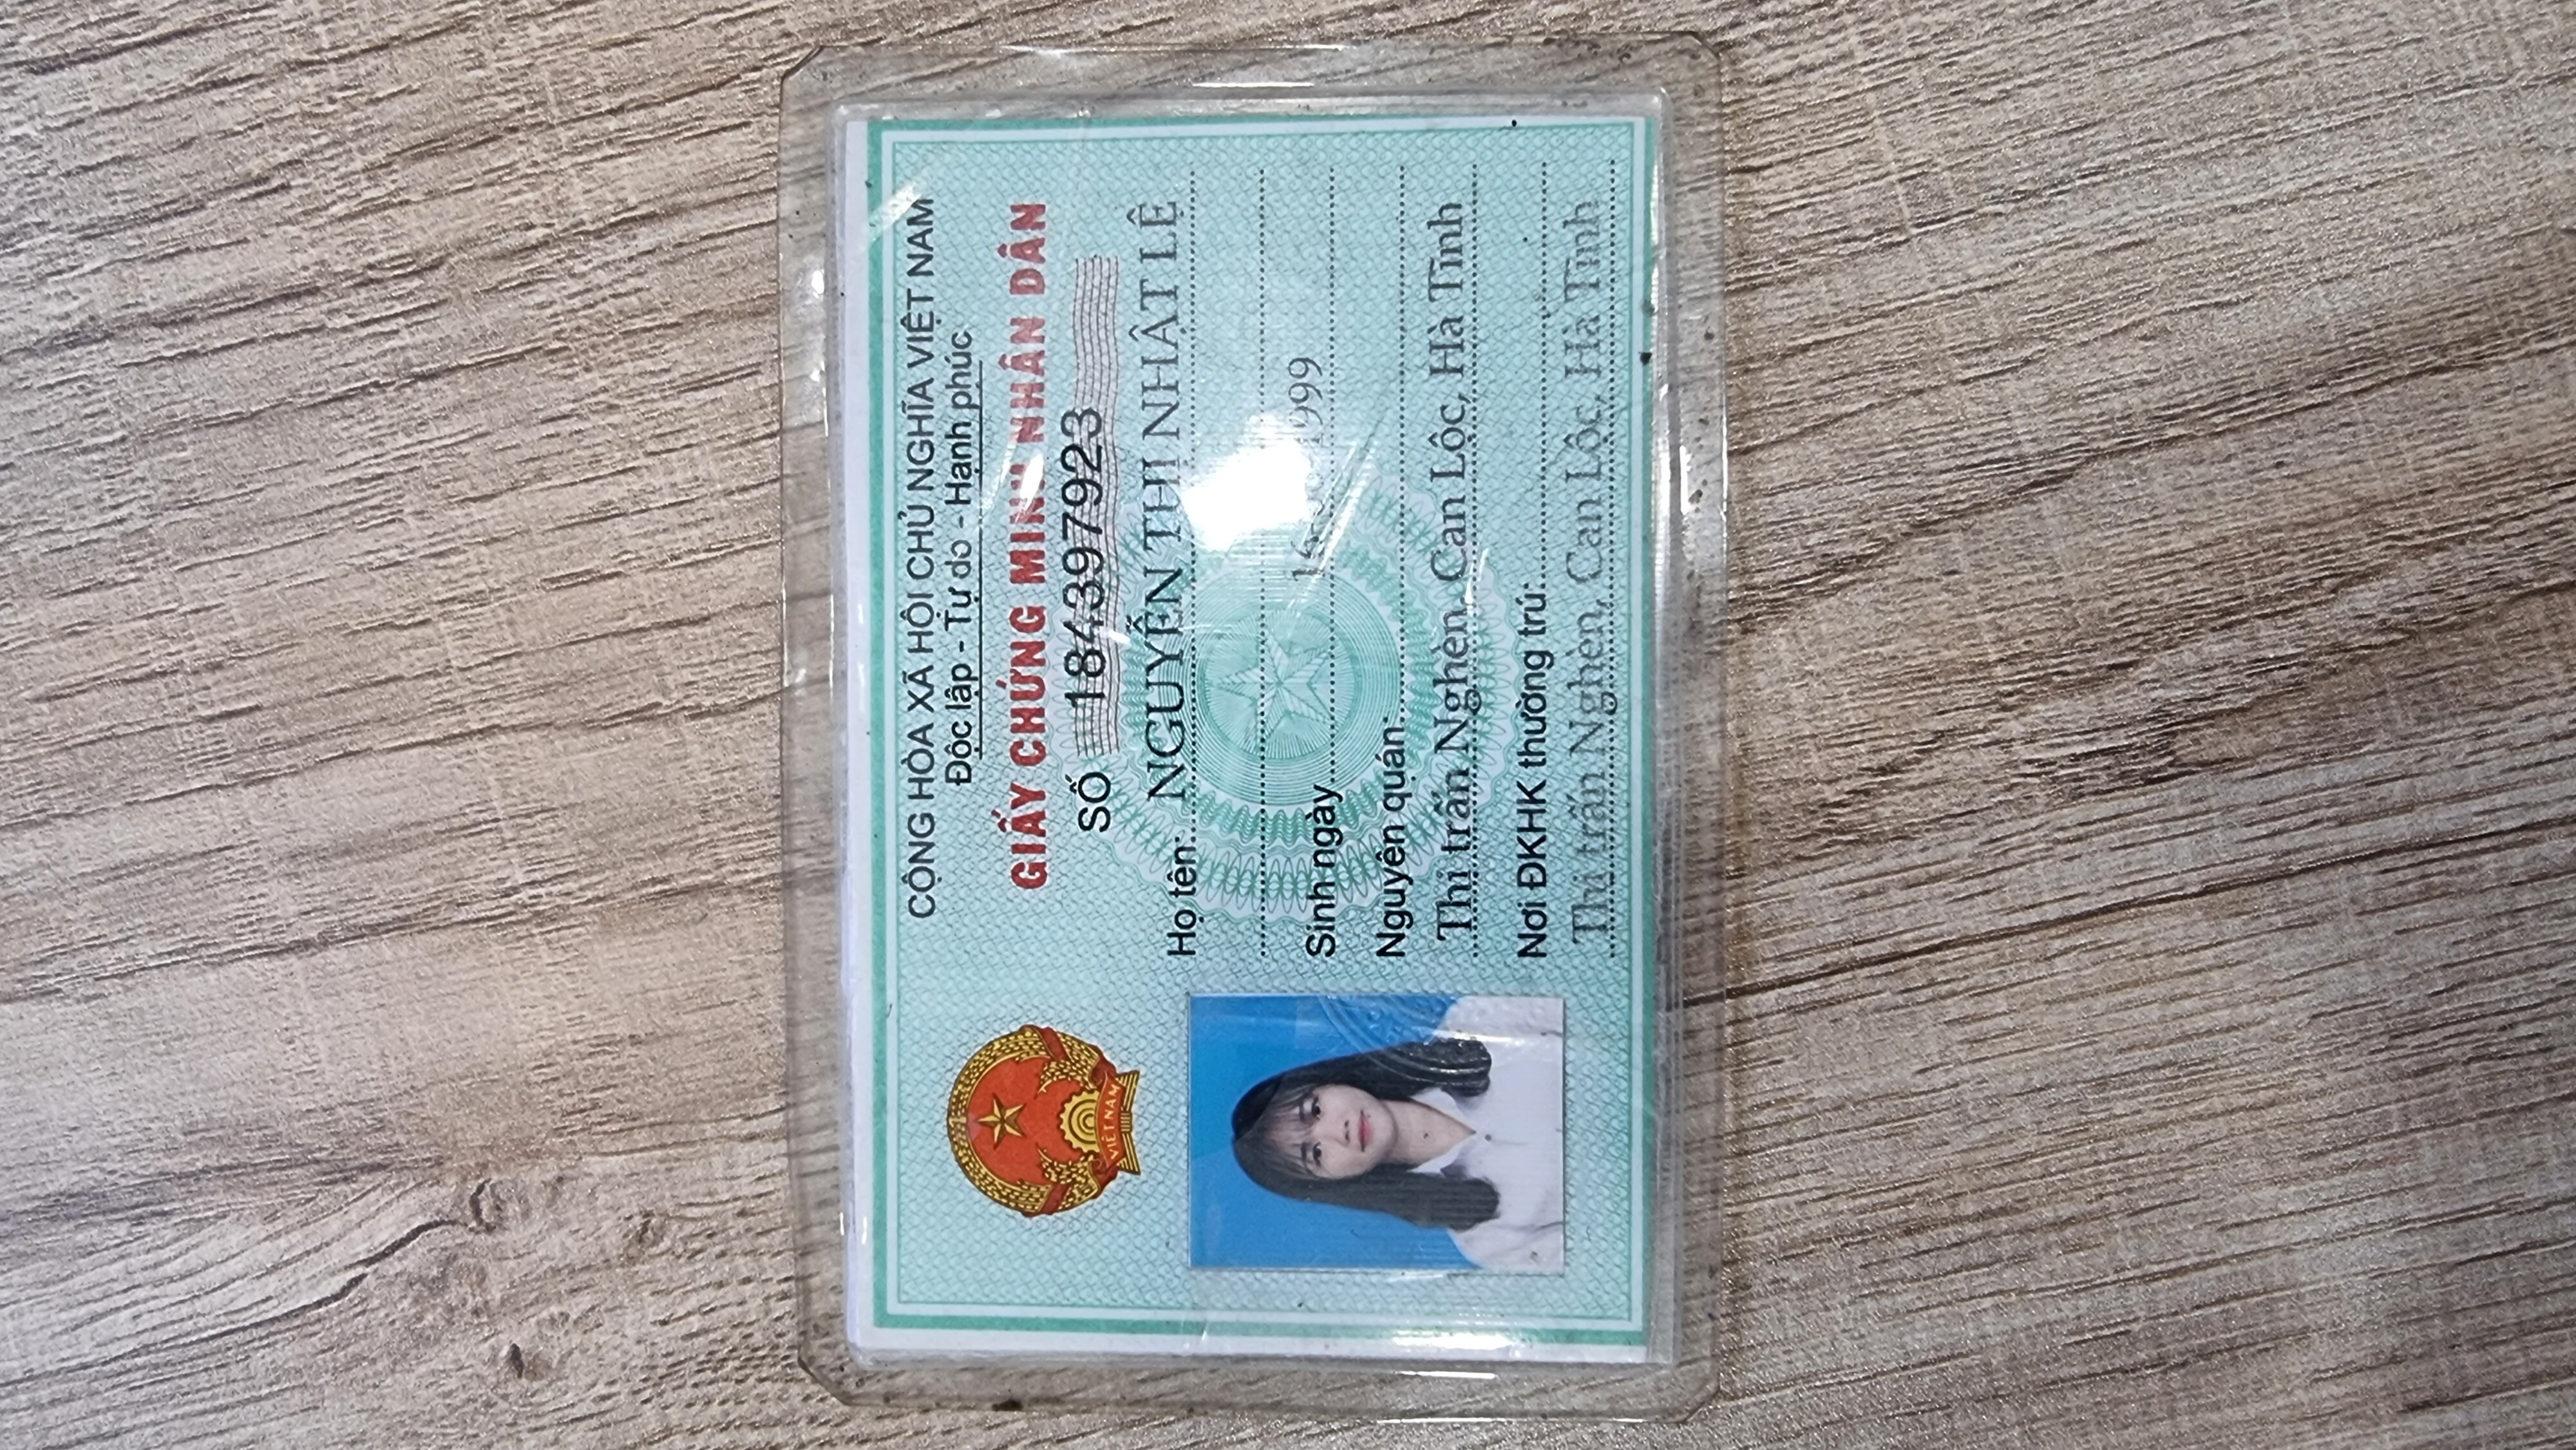 CỘNG HÒA XÃ HỘI CHỦ NGHĨA VIỆT NAM
Độc lập - Tự do - Hạnh phúc
GIẤY CHỨNG MINH NHÂN DÂN
SỐ 184397923
Họ tên: NGUYỄN THỊ NHẬT LỆ
Sinh ngày 1999
Nguyên quán:
Thị trấn Nghèn, Can Lộc, Hà Tĩnh
Nơi ĐKHK thường trú:
Thị trấn Nghèn, Can Lộc, Hà Tĩnh
VIỆT NAM